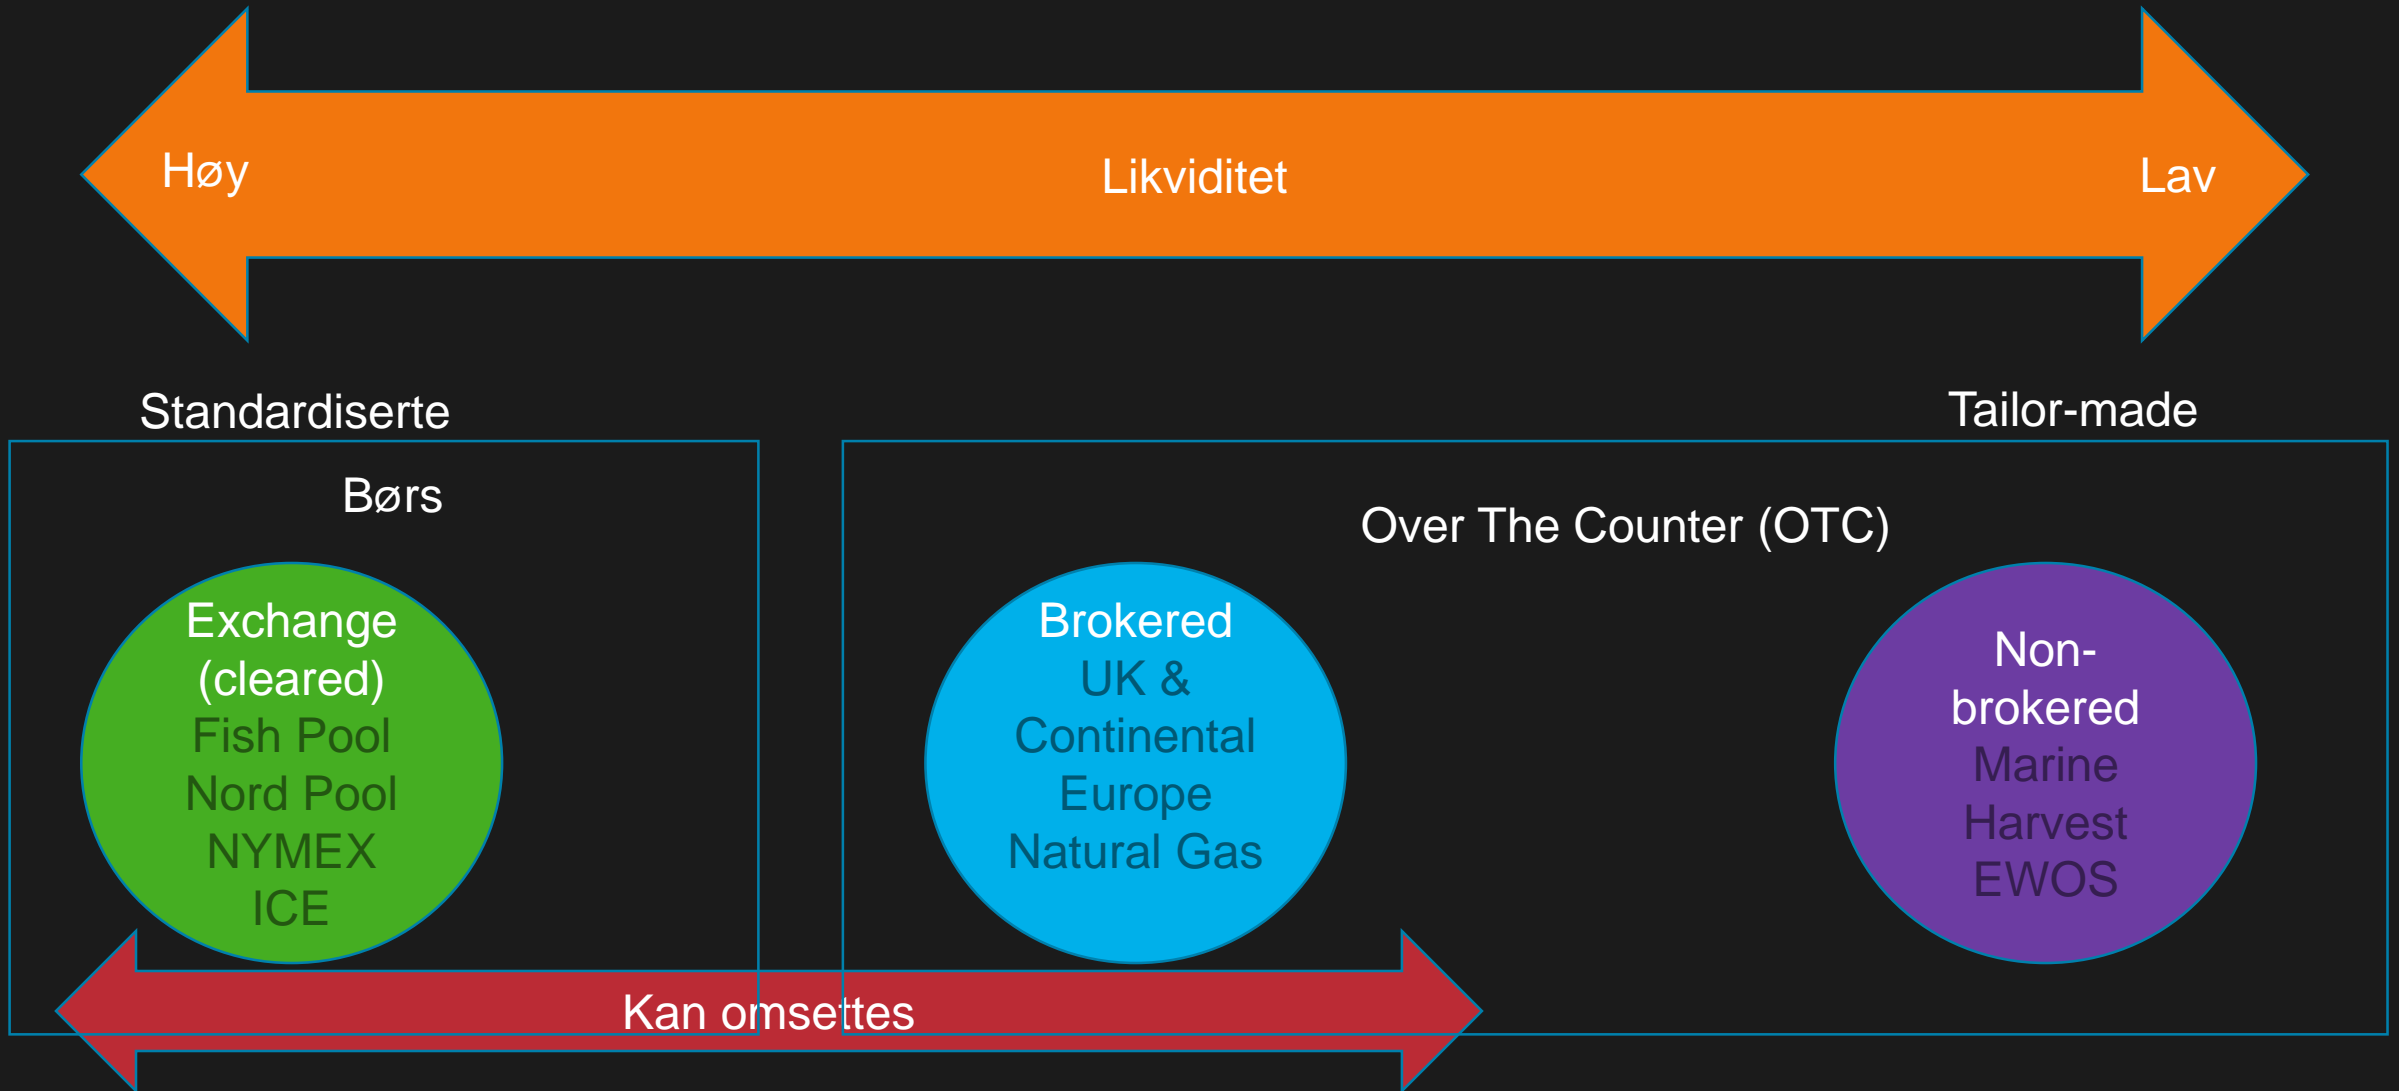 Høy
Likviditet
Lav
Standardiserte
Tailor-made
Børs
Over The Counter (OTC)
Exchange
(cleared)
Fish Pool
Nord Pool
NYMEX
ICE
Brokered
UK &
Continental
Europe
Natural Gas
Non-
brokered
Marine
Harvest
EWOS
Kan omsettes